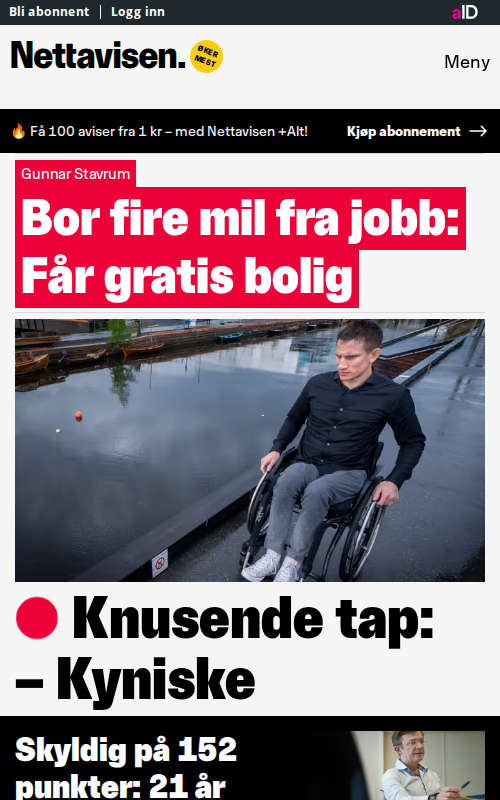 Bli abonnent
Logg inn
aID
Nettavisen.
ØKER
MEST
Meny
🔥 Få 100 aviser fra 1 kr – med Nettavisen +Alt!
Kjøp abonnement →
Gunnar Stavrum
Bor fire mil fra jobb:
Får gratis bolig
Knusende tap:
– Kyniske
Skyldig på 152
punkter: 21 år